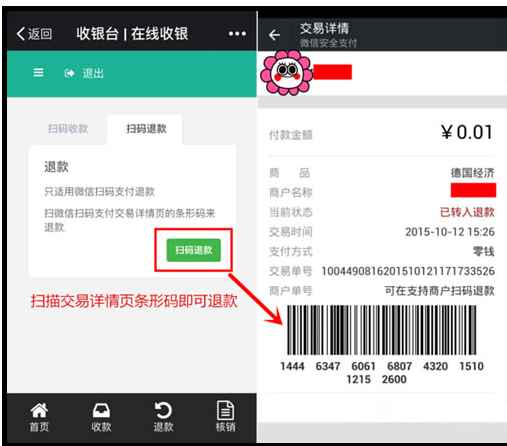 返回
收银台 | 在线收银
退出
扫码收款
扫码退款
退款
只适用微信扫码支付退款
扫微信扫码支付交易详情页的条形码来
退款.
扫码退款
扫描交易详情页条形码即可退款
首页
收款
退款
核销
交易详情
微信安全支付
付款金额
¥0.01
商 品
德国经济
商户名称
当前状态
已转入退款
交易时间
2015-10-12 15:26
支付方式
零钱
交易单号
1004490816201510121171733526
商户单号
可在支持商户扫码退款
1444 6347 6061 6807 4320 1510
1215 2600